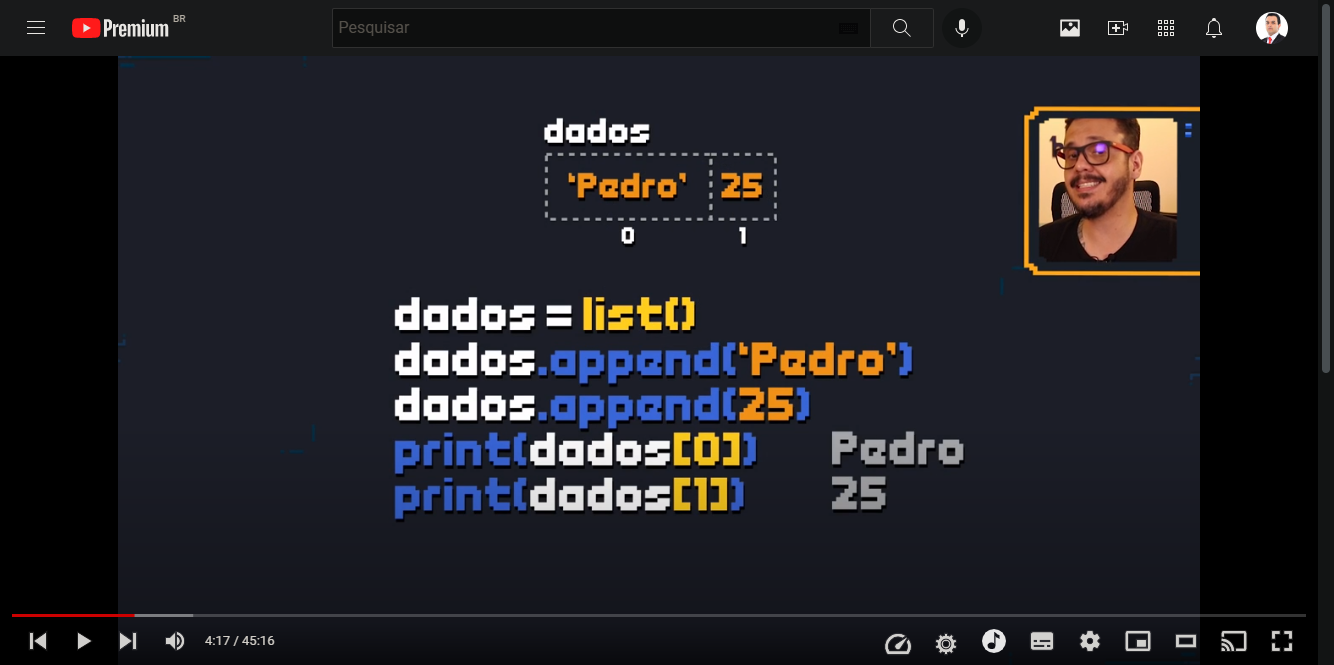 Premium BR
Pesquisar
dados
'Pedro' 25
0 1
dados = list()
dados.append('Pedro')
dados.append(25)
print(dados[0]) Pedro
print(dados[1]) 25
4:17 / 45:16